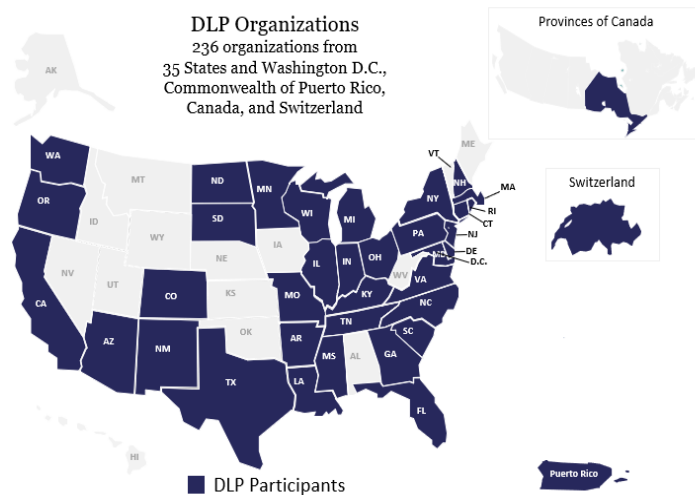 DLP Organizations
236 organizations from
35 States and Washington D.C.,
Commonwealth of Puerto Rico,
Canada, and Switzerland
Provinces of Canada
Switzerland
AK
WA
OR
CA
NV
ID
MT
WY
UT
AZ
CO
NM
ND
SD
NE
KS
OK
TX
MN
IA
MO
AR
LA
WI
IL
MI
IN
OH
KY
TN
MS
AL
GA
FL
SC
NC
VA
WV
MD
PA
NY
VT
NH
ME
MA
RI
CT
NJ
DE
D.C.
HI
Puerto Rico
DLP Participants